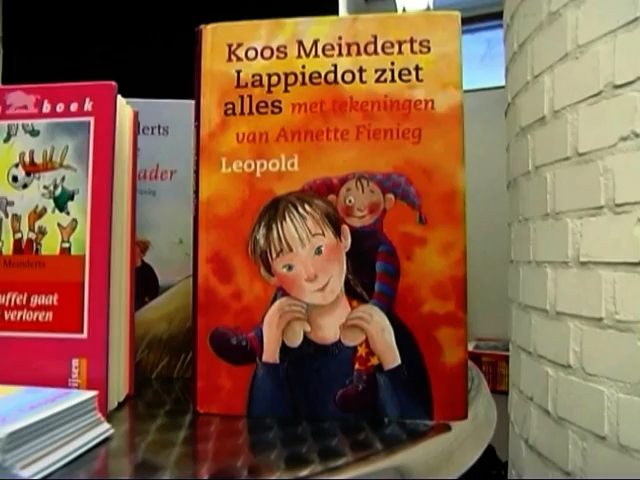 Koos Meinderts
Lappiedot ziet
alles met tekeningen
van Annette Fienieg
Leopold
boek
Meinderts
uffel gaat
verloren
erts
ader